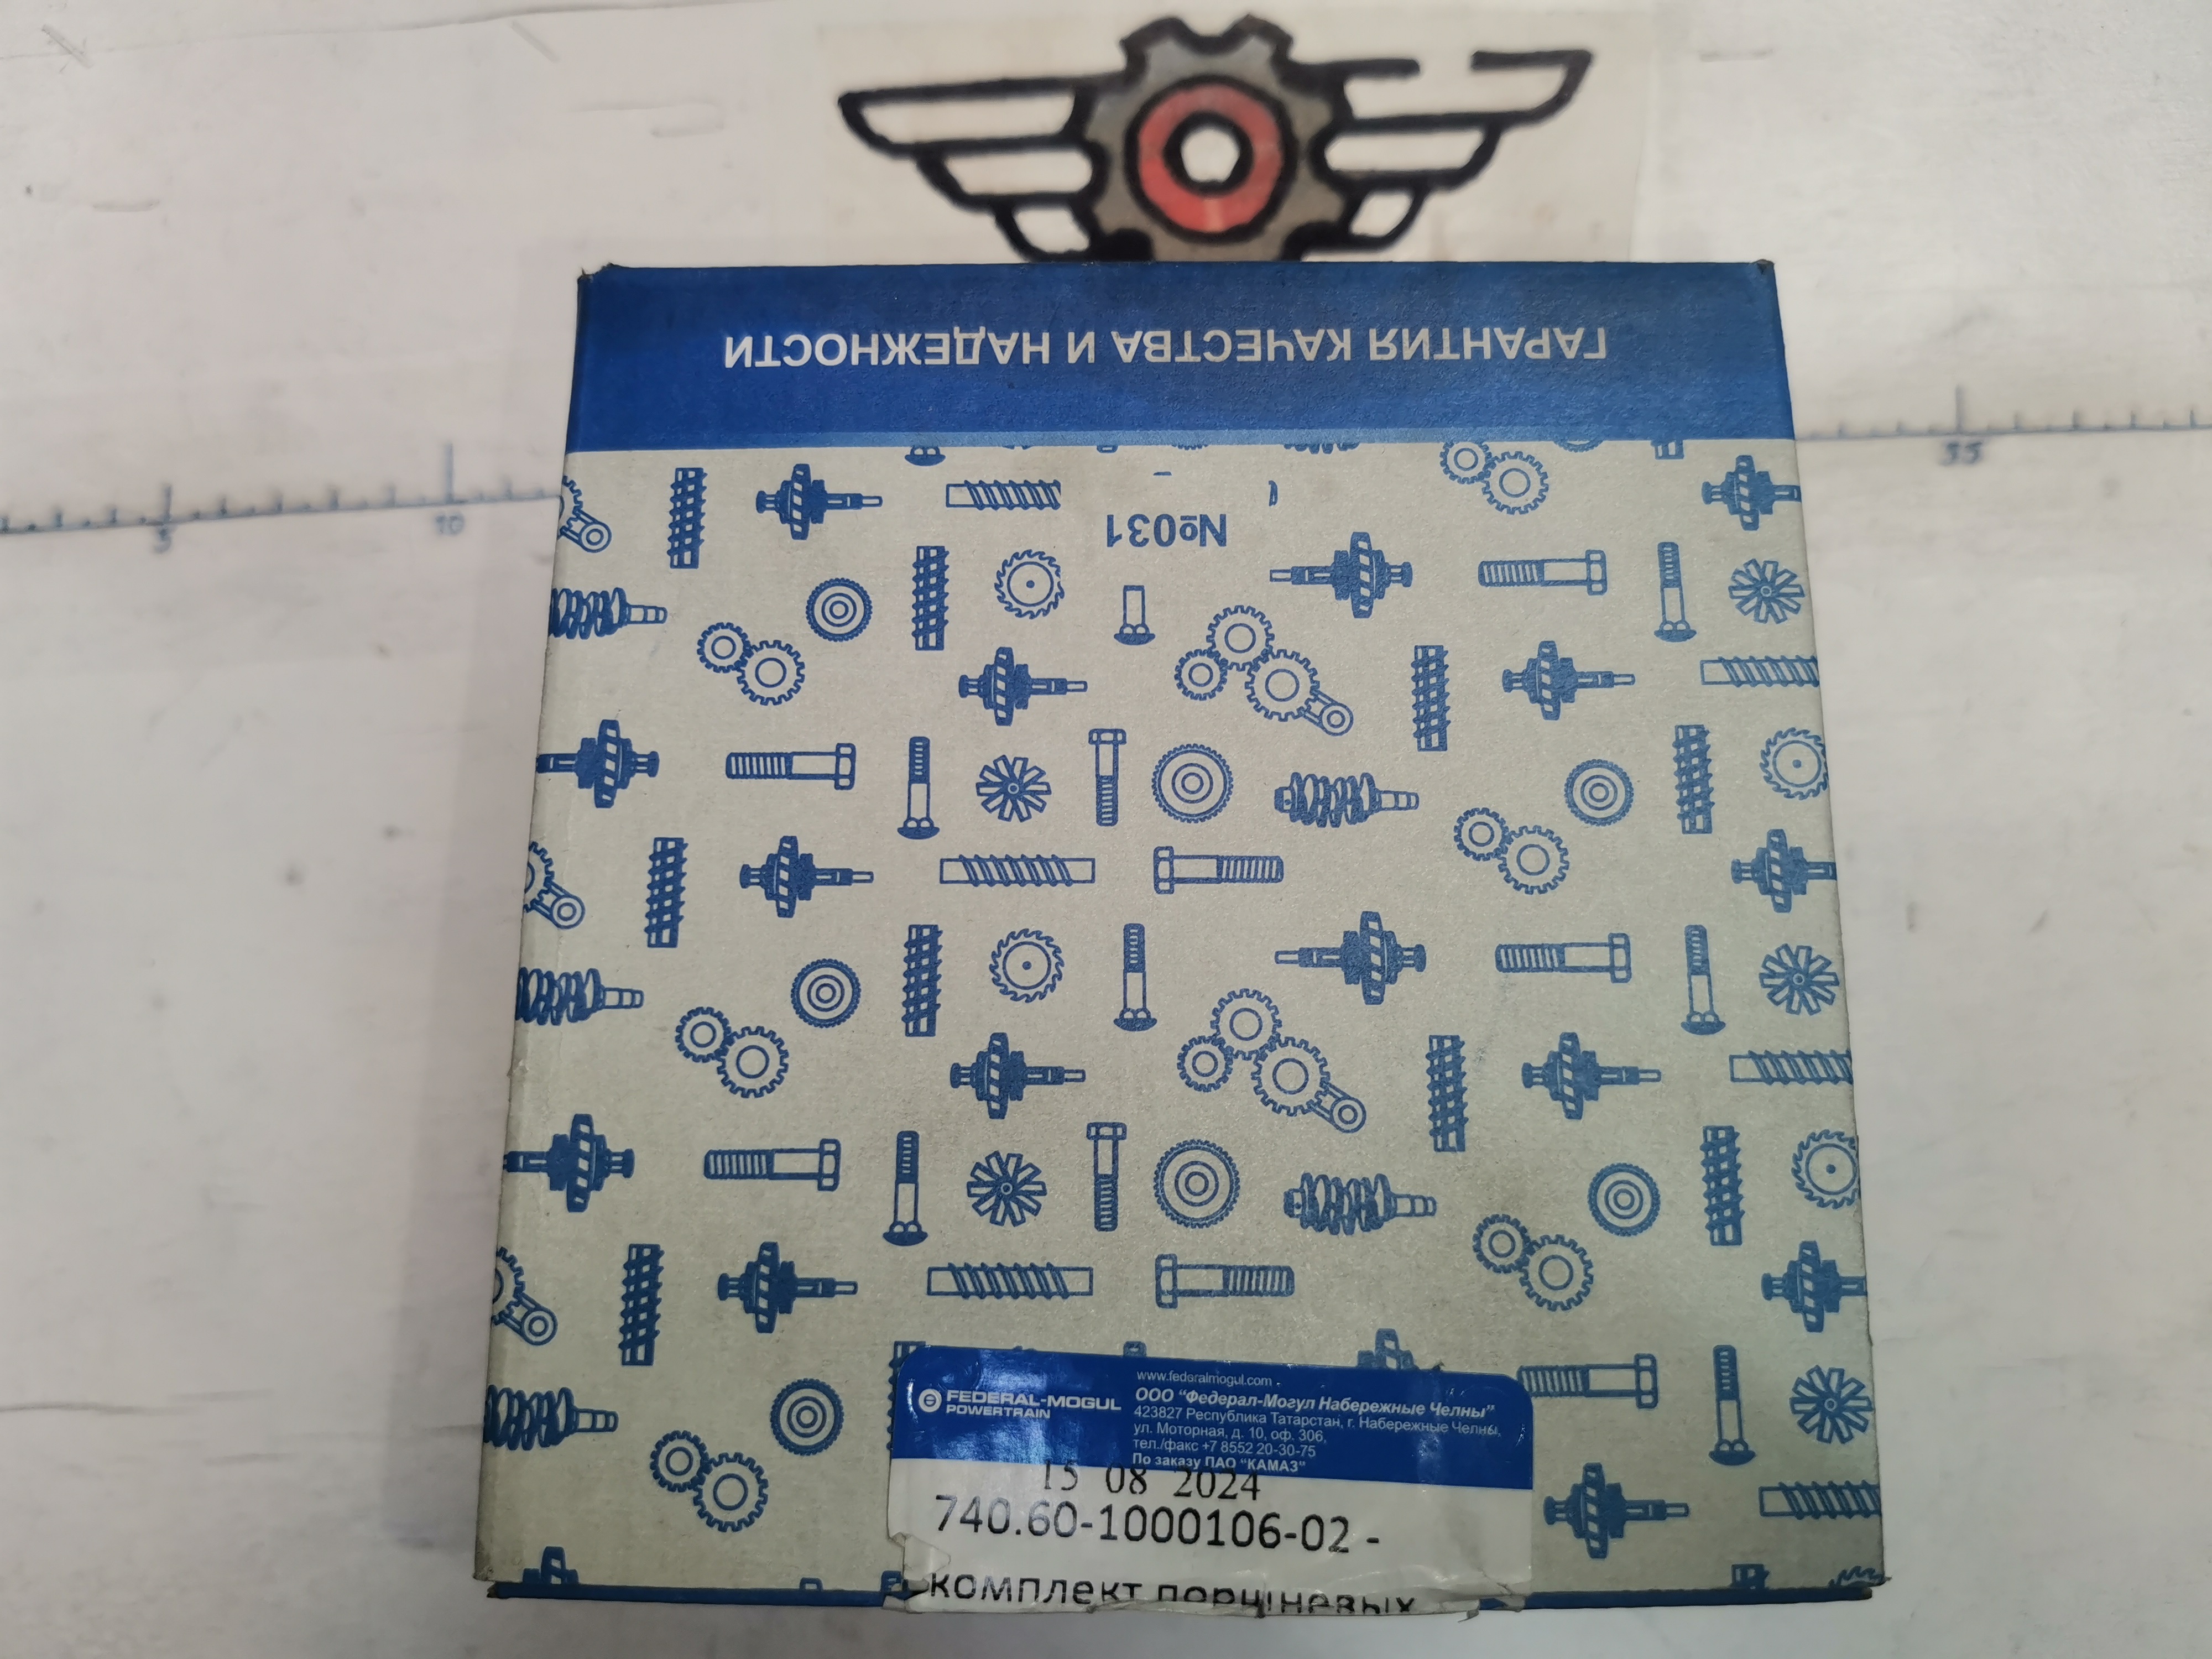 ГАРАНТИЯ КАЧЕСТВА И НАДЕЖНОСТИ
5
10
35
№031
FEDERAL-MOGUL
POWERTRAIN
www.federalmogul.com
ООО "Федерал-Могул Набережные Челны"
423827 Республика Татарстан, г. Набережные Челны,
ул. Моторная, д. 10, оф. 306,
тел./факс +7 8552 20-30-75
По заказу ПАО "КАМАЗ"
15 08 2024
740.60-1000106-02 -
комплект поршневых